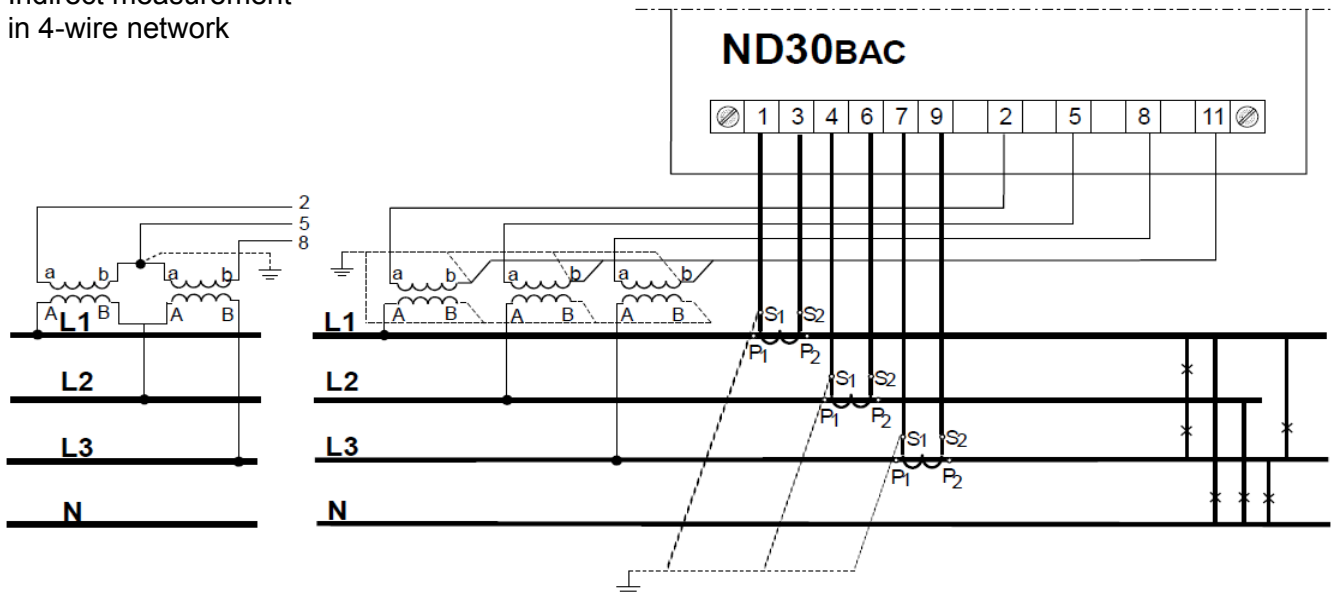 Indirect measurement
in 4-wire network
ND30BAC
1 3 4 6 7 9 2 5 8 11
2
5
8
a b a b
A B A B
a b a b a b
A B A B A B
L1
L2
L3
N
L1
L2
L3
N
S1 S2
P1 P2
S1 S2
P1 P2
S1 S2
P1 P2